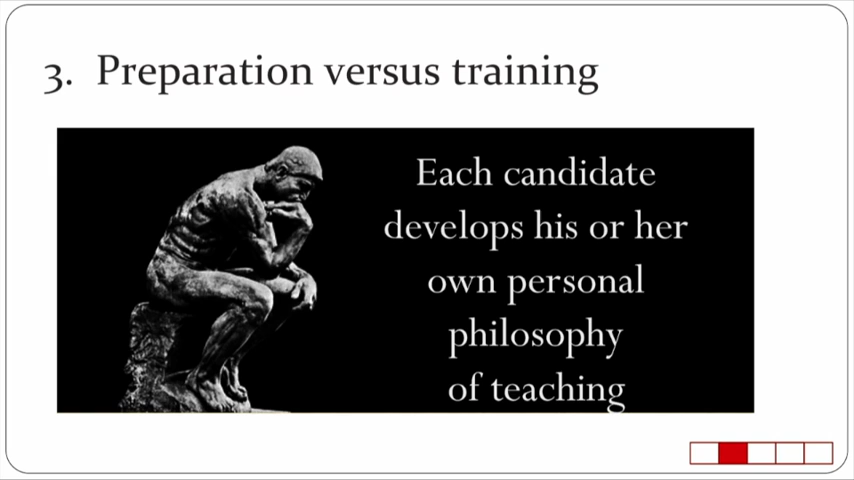 3. Preparation versus training
Each candidate
develops his or her
own personal
philosophy
of teaching